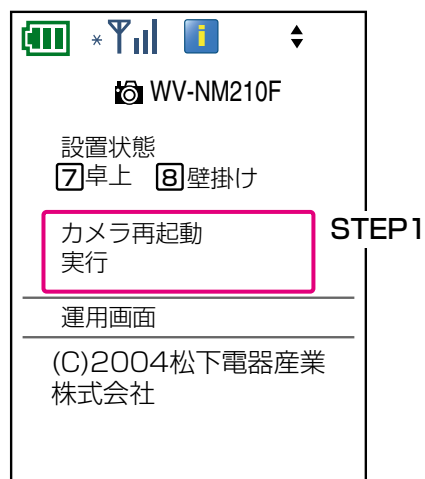 WV-NM210F
設置状態
7卓上 8壁掛け
カメラ再起動
実行
STEP1
運用画面
(C)2004松下電器産業
株式会社